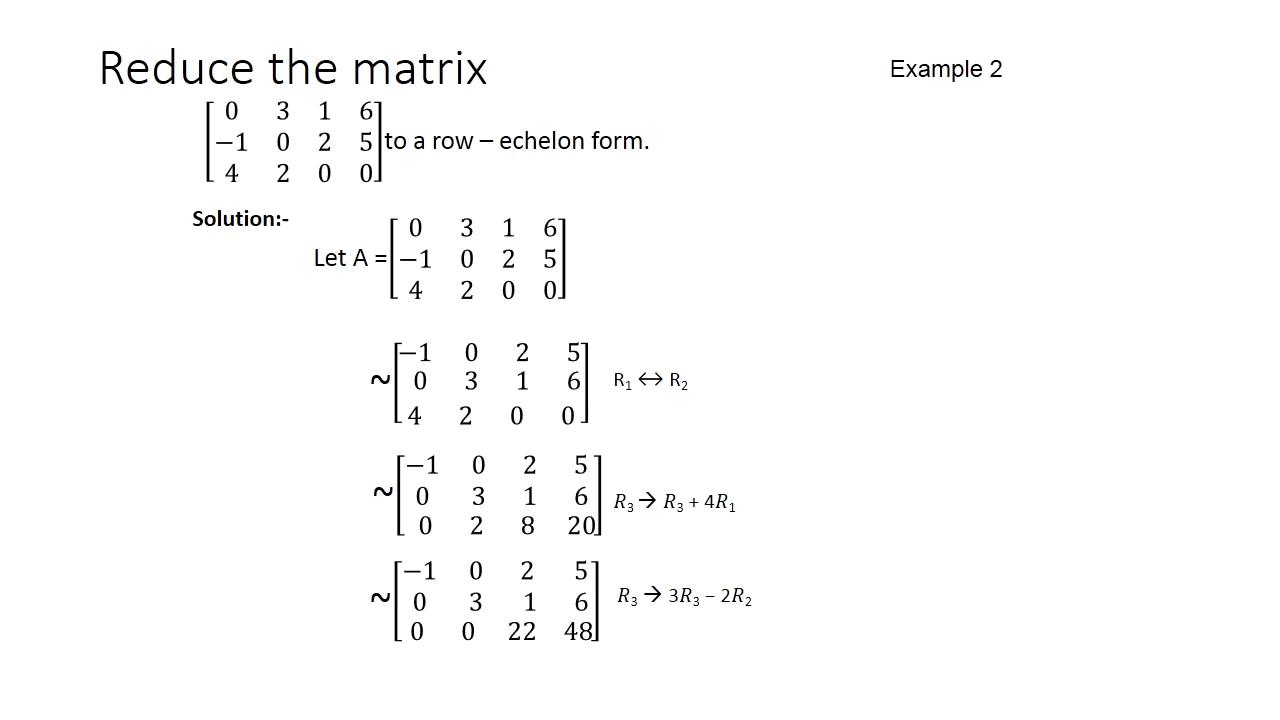 Reduce the matrix
Example 2
[ 0 3 1 6 ]
[ −1 0 2 5 ] to a row – echelon form.
[ 4 2 0 0 ]
Solution:-
[ 0 3 1 6 ]
Let A = [ −1 0 2 5 ]
[ 4 2 0 0 ]
[ −1 0 2 5 ]
~ [ 0 3 1 6 ] R₁ ↔ R₂
[ 4 2 0 0 ]
[ −1 0 2 5 ]
~ [ 0 3 1 6 ] R₃ → R₃ + 4R₁
[ 0 2 8 20 ]
[ −1 0 2 5 ]
~ [ 0 3 1 6 ] R₃ → 3R₃ − 2R₂
[ 0 0 22 48 ]